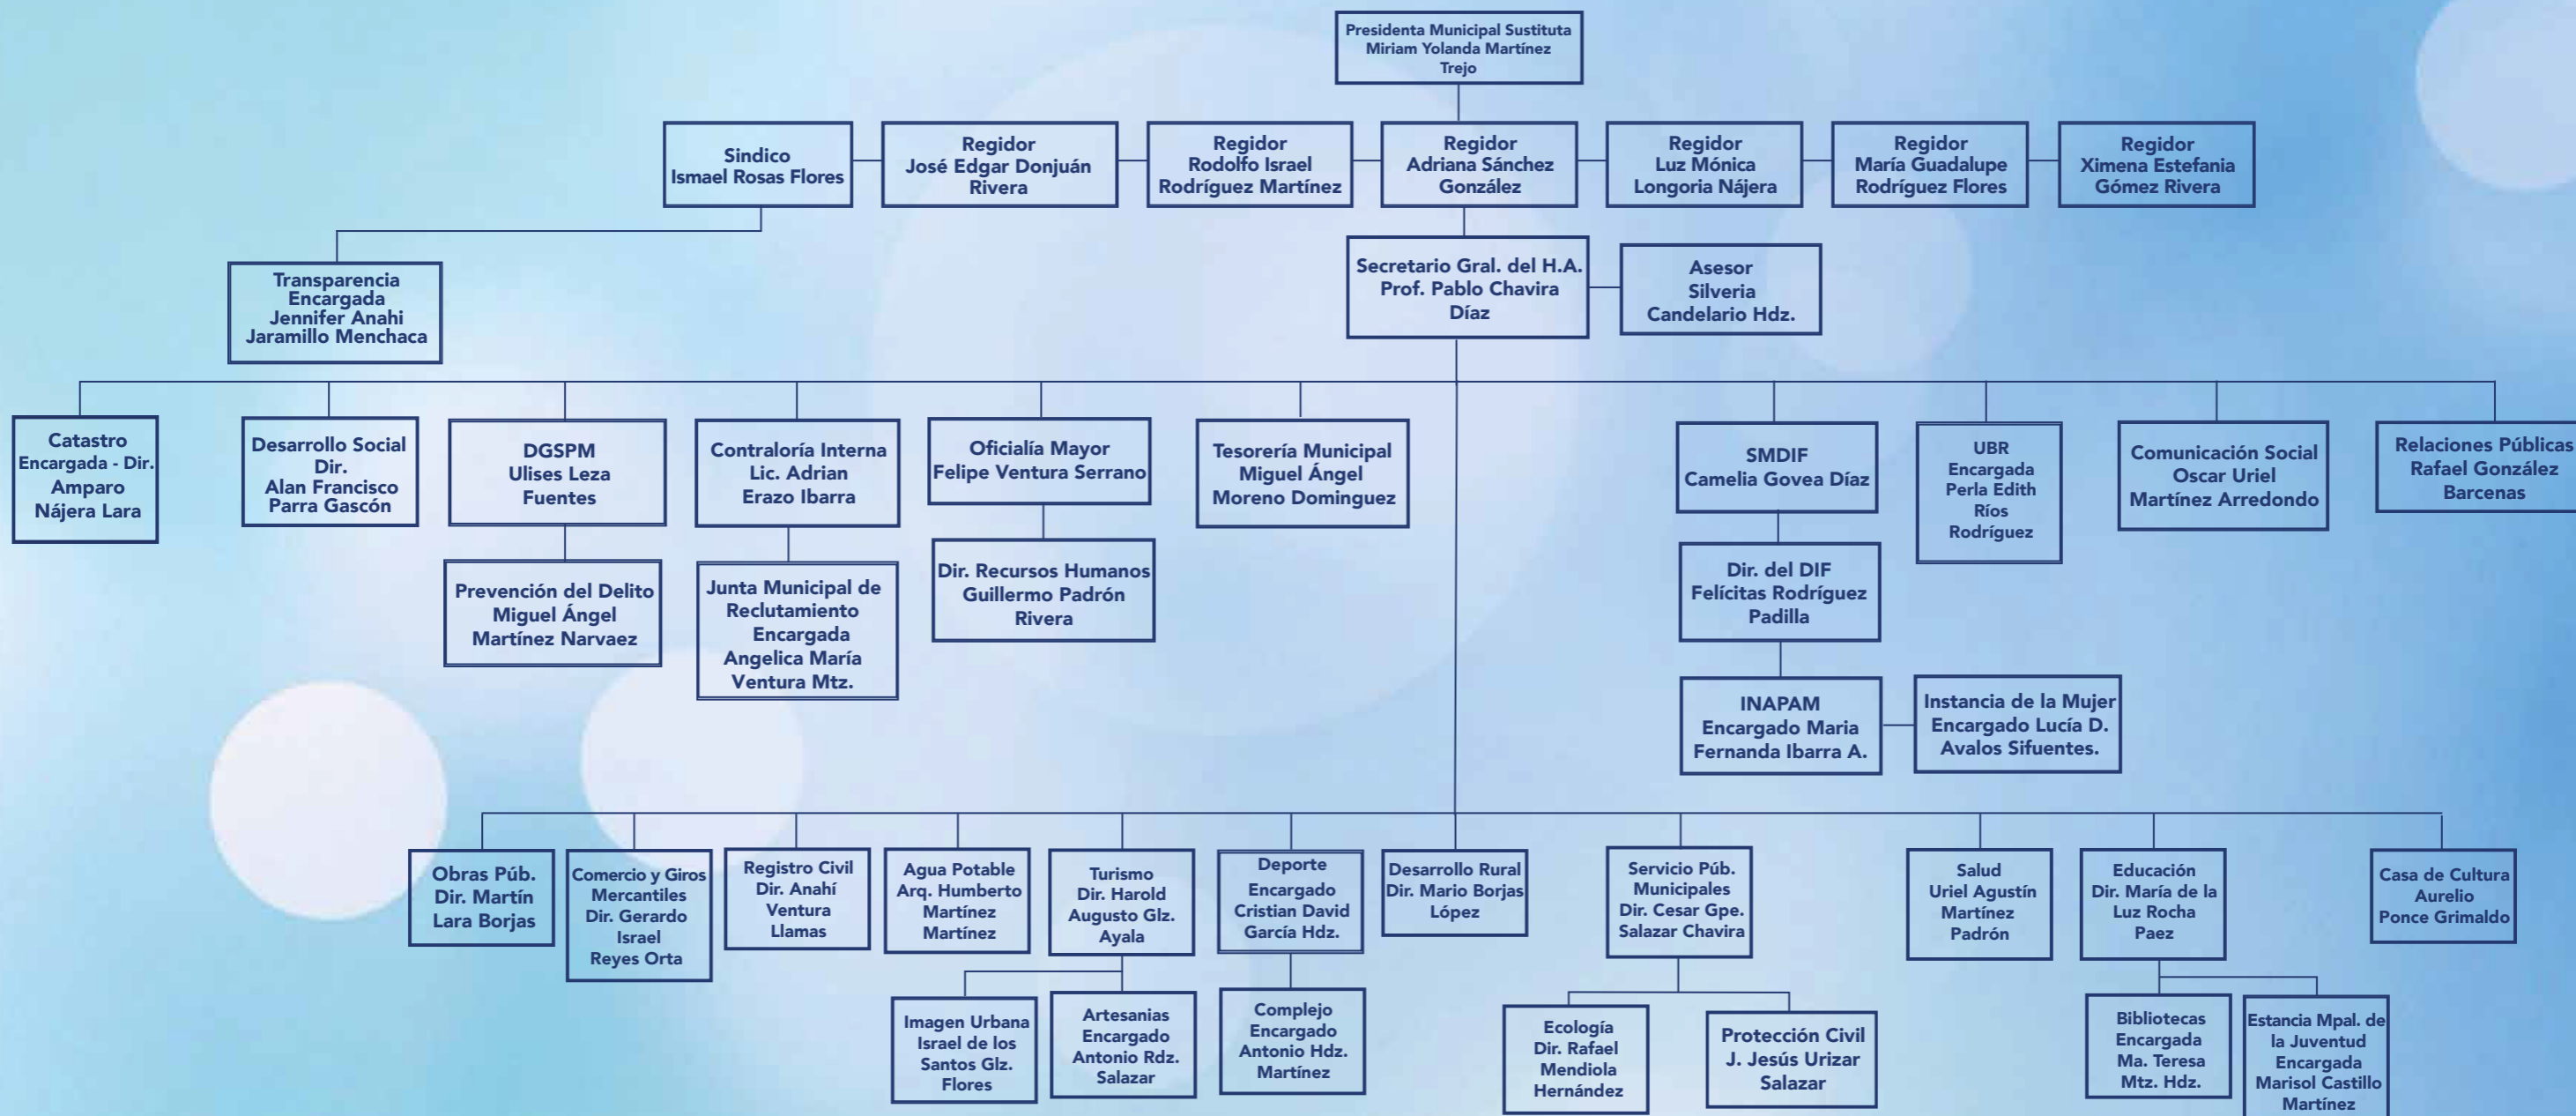 Presidenta Municipal Sustituta
Miriam Yolanda Martínez
Trejo
Sindico
Ismael Rosas Flores
Regidor
José Edgar Donjuán
Rivera
Regidor
Rodolfo Israel
Rodríguez Martínez
Regidor
Adriana Sánchez
González
Regidor
Luz Mónica
Longoria Nájera
Regidor
María Guadalupe
Rodríguez Flores
Regidor
Ximena Estefania
Gómez Rivera
Transparencia
Encargada
Jennifer Anahi
Jaramillo Menchaca
Secretario Gral. del H.A.
Prof. Pablo Chavira
Díaz
Asesor
Silveria
Candelario Hdz.
Catastro
Encargada - Dir.
Amparo
Nájera Lara
Desarrollo Social
Dir.
Alan Francisco
Parra Gascón
DGSPM
Ulises Leza
Fuentes
Contraloría Interna
Lic. Adrian
Erazo Ibarra
Oficialía Mayor
Felipe Ventura Serrano
Tesorería Municipal
Miguel Ángel
Moreno Dominguez
SMDIF
Camelia Govea Díaz
UBR
Encargada
Perla Edith
Ríos
Rodríguez
Comunicación Social
Oscar Uriel
Martínez Arredondo
Relaciones Públicas
Rafael González
Barcenas
Prevención del Delito
Miguel Ángel
Martínez Narvaez
Junta Municipal de
Reclutamiento
Encargada
Angelica María
Ventura Mtz.
Dir. Recursos Humanos
Guillermo Padrón
Rivera
Dir. del DIF
Felícitas Rodríguez
Padilla
INAPAM
Encargado Maria
Fernanda Ibarra A.
Instancia de la Mujer
Encargado Lucía D.
Avalos Sifuentes.
Obras Púb.
Dir. Martín
Lara Borjas
Comercio y Giros
Mercantiles
Dir. Gerardo
Israel
Reyes Orta
Registro Civil
Dir. Anahí
Ventura
Llamas
Agua Potable
Arq. Humberto
Martínez
Martínez
Turismo
Dir. Harold
Augusto Glz.
Ayala
Deporte
Encargado
Cristian David
García Hdz.
Desarrollo Rural
Dir. Mario Borjas
López
Servicio Púb.
Municipales
Dir. Cesar Gpe.
Salazar Chavira
Salud
Uriel Agustín
Martínez
Padrón
Educación
Dir. María de la
Luz Rocha
Paez
Casa de Cultura
Aurelio
Ponce Grimaldo
Imagen Urbana
Israel de los
Santos Glz.
Flores
Artesanias
Encargado
Antonio Rdz.
Salazar
Complejo
Encargado
Antonio Hdz.
Martínez
Ecología
Dir. Rafael
Mendiola
Hernández
Protección Civil
J. Jesús Urizar
Salazar
Bibliotecas
Encargada
Ma. Teresa
Mtz. Hdz.
Estancia Mpal. de
la Juventud
Encargada
Marisol Castillo
Martínez